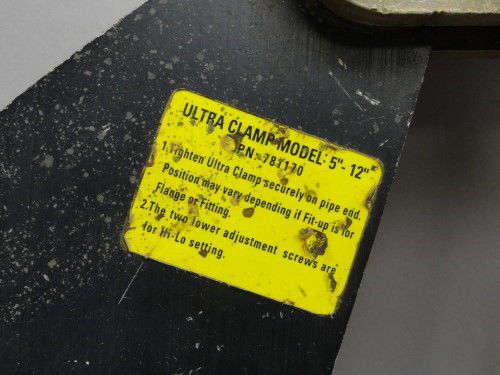 ULTRA CLAMP MODEL: 5"- 12"
P.N. 781170
1.Tighten Ultra Clamp securely on pipe end.
Position may vary depending if Fit-up is for
Flange or Fitting.
2.The two lower adjustment screws are
for Hi-Lo setting.